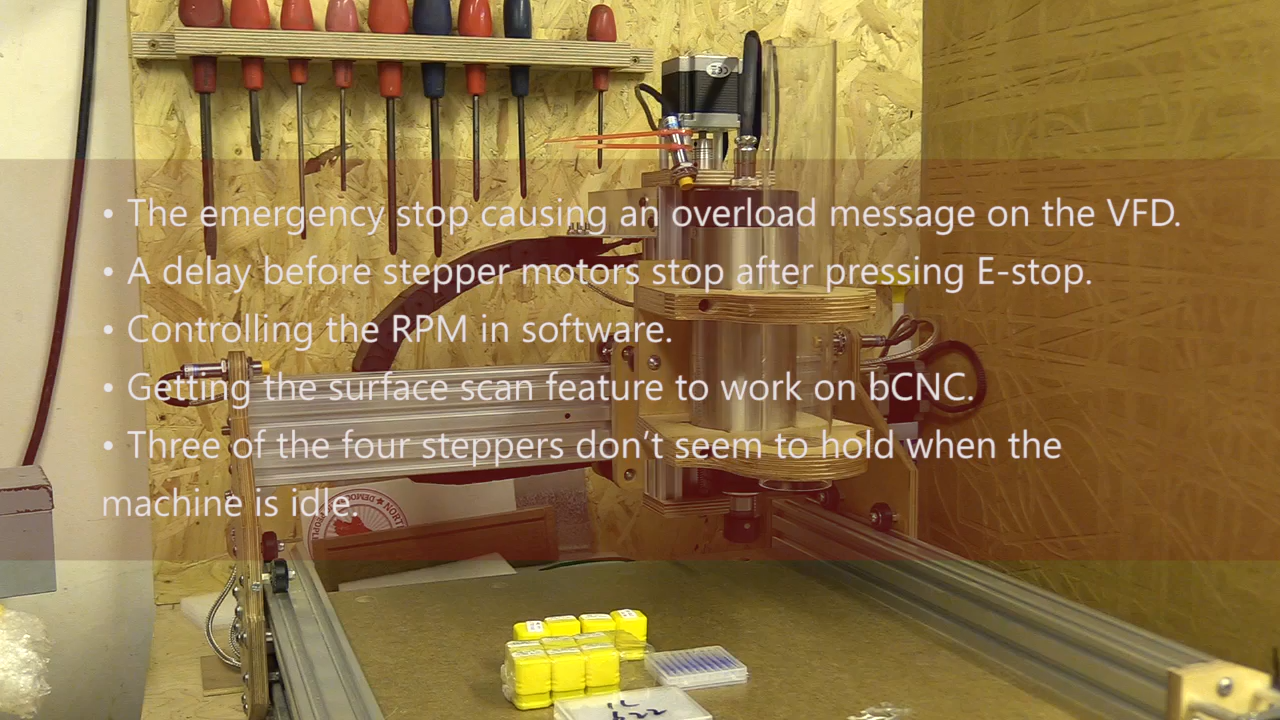 • The emergency stop causing an overload message on the VFD.
• A delay before stepper motors stop after pressing E-stop.
• Controlling the RPM in software.
• Getting the surface scan feature to work on bCNC.
• Three of the four steppers don’t seem to hold when the
machine is idle.